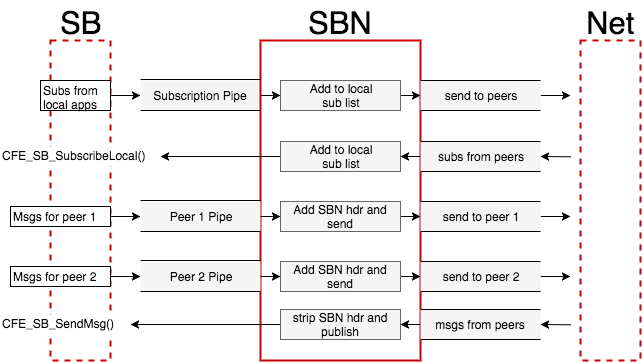 SB SBN Net
Subs from
local apps
Subscription Pipe
Add to local
sub list
send to peers
CFE_SB_SubscribeLocal()
Add to local
sub list
subs from peers
Msgs for peer 1
Peer 1 Pipe
Add SBN hdr and
send
send to peer 1
Msgs for peer 2
Peer 2 Pipe
Add SBN hdr and
send
send to peer 2
CFE_SB_SendMsg()
strip SBN hdr and
publish
msgs from peers